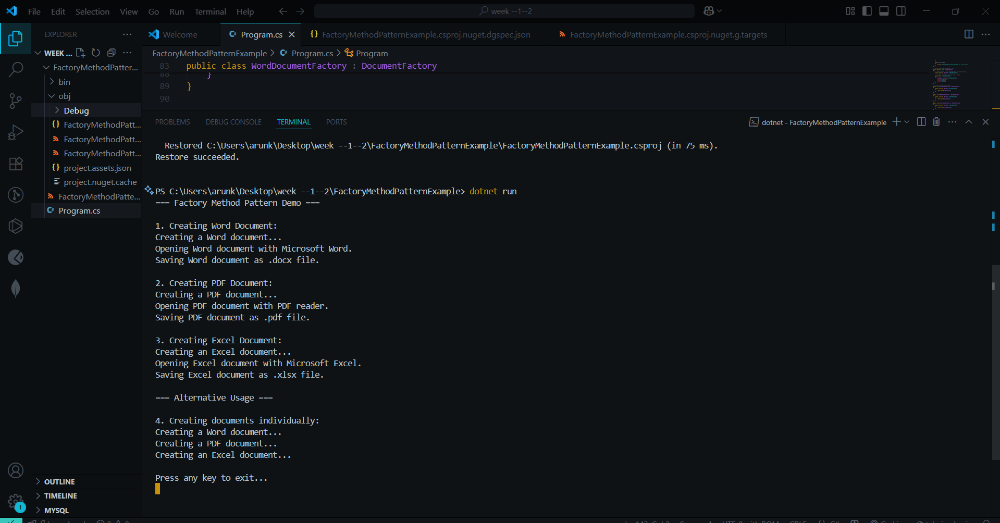 File Edit Selection View Go Run Terminal Help week --1--2
EXPLORER
Welcome Program.cs FactoryMethodPatternExample.csproj.nuget.dgspec.json FactoryMethodPatternExample.csproj.nuget.g.targets
WEEK ...
FactoryMethodPatter...
bin
obj
Debug
FactoryMethodPatt...
FactoryMethodPatt...
FactoryMethodPatt...
project.assets.json
project.nuget.cache
FactoryMethodPatte...
Program.cs
OUTLINE
TIMELINE
MYSQL
1
FactoryMethodPatternExample > Program.cs > Program
83 public class WordDocumentFactory : DocumentFactory
88 }
89 }
90
PROBLEMS DEBUG CONSOLE TERMINAL PORTS dotnet - FactoryMethodPatternExample
Restored C:\Users\arunk\Desktop\week --1--2\FactoryMethodPatternExample\FactoryMethodPatternExample.csproj (in 75 ms).
Restore succeeded.
PS C:\Users\arunk\Desktop\week --1--2\FactoryMethodPatternExample> dotnet run
=== Factory Method Pattern Demo ===
1. Creating Word Document:
Creating a Word document...
Opening Word document with Microsoft Word.
Saving Word document as .docx file.
2. Creating PDF Document:
Creating a PDF document...
Opening PDF document with PDF reader.
Saving PDF document as .pdf file.
3. Creating Excel Document:
Creating an Excel document...
Opening Excel document with Microsoft Excel.
Saving Excel document as .xlsx file.
=== Alternative Usage ===
4. Creating documents individually:
Creating a Word document...
Creating a PDF document...
Creating an Excel document...
Press any key to exit...